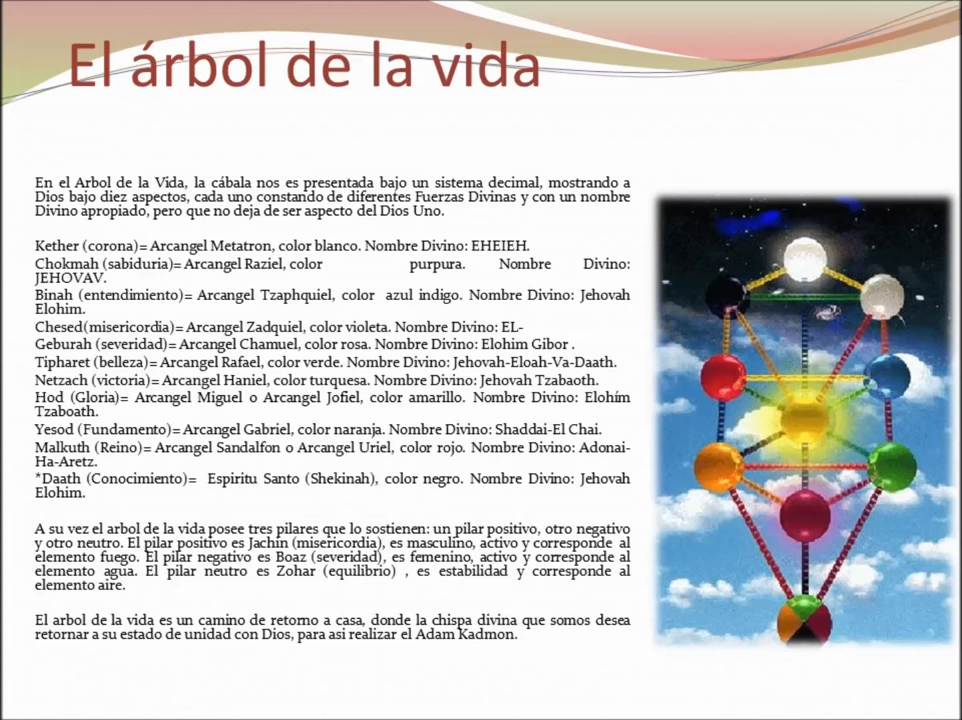 El árbol de la vida
En el Arbol de la Vida, la cábala nos es presentada bajo un sistema decimal, mostrando a
Dios bajo diez aspectos, cada uno constando de diferentes Fuerzas Divinas y con un nombre
Divino apropiado, pero que no deja de ser aspecto del Dios Uno.
Kether (corona)= Arcangel Metatron, color blanco. Nombre Divino: EHEIEH.
Chokmah (sabiduria)= Arcangel Raziel, color purpura. Nombre Divino:
JEHOVAV.
Binah (entendimiento)= Arcangel Tzaphquiel, color azul indigo. Nombre Divino: Jehovah
Elohim.
Chesed(misericordia)= Arcangel Zadquiel, color violeta. Nombre Divino: EL-
Geburah (severidad)= Arcangel Chamuel, color rosa. Nombre Divino: Elohim Gibor .
Tipharet (belleza)= Arcangel Rafael, color verde. Nombre Divino: Jehovah-Eloah-Va-Daath.
Netzach (victoria)= Arcangel Haniel, color turquesa. Nombre Divino: Jehovah Tzabaoth.
Hod (Gloria)= Arcangel Miguel o Arcangel Jofiel, color amarillo. Nombre Divino: Elohím
Tzaboath.
Yesod (Fundamento)= Arcangel Gabriel, color naranja. Nombre Divino: Shaddai-El Chai.
Malkuth (Reino)= Arcangel Sandalfon o Arcangel Uriel, color rojo. Nombre Divino: Adonai-
Ha-Aretz.
*Daath (Conocimiento)= Espiritu Santo (Shekinah), color negro. Nombre Divino: Jehovah
Elohim.
A su vez el arbol de la vida posee tres pilares que lo sostienen: un pilar positivo, otro negativo
y otro neutro. El pilar positivo es Jachín (misericordia), es masculino, activo y corresponde al
elemento fuego. El pilar negativo es Boaz (severidad), es femenino, activo y corresponde al
elemento agua. El pilar neutro es Zohar (equilibrio) , es estabilidad y corresponde al
elemento aire.
El arbol de la vida es un camino de retorno a casa, donde la chispa divina que somos desea
retornar a su estado de unidad con Dios, para asi realizar el Adam Kadmon.